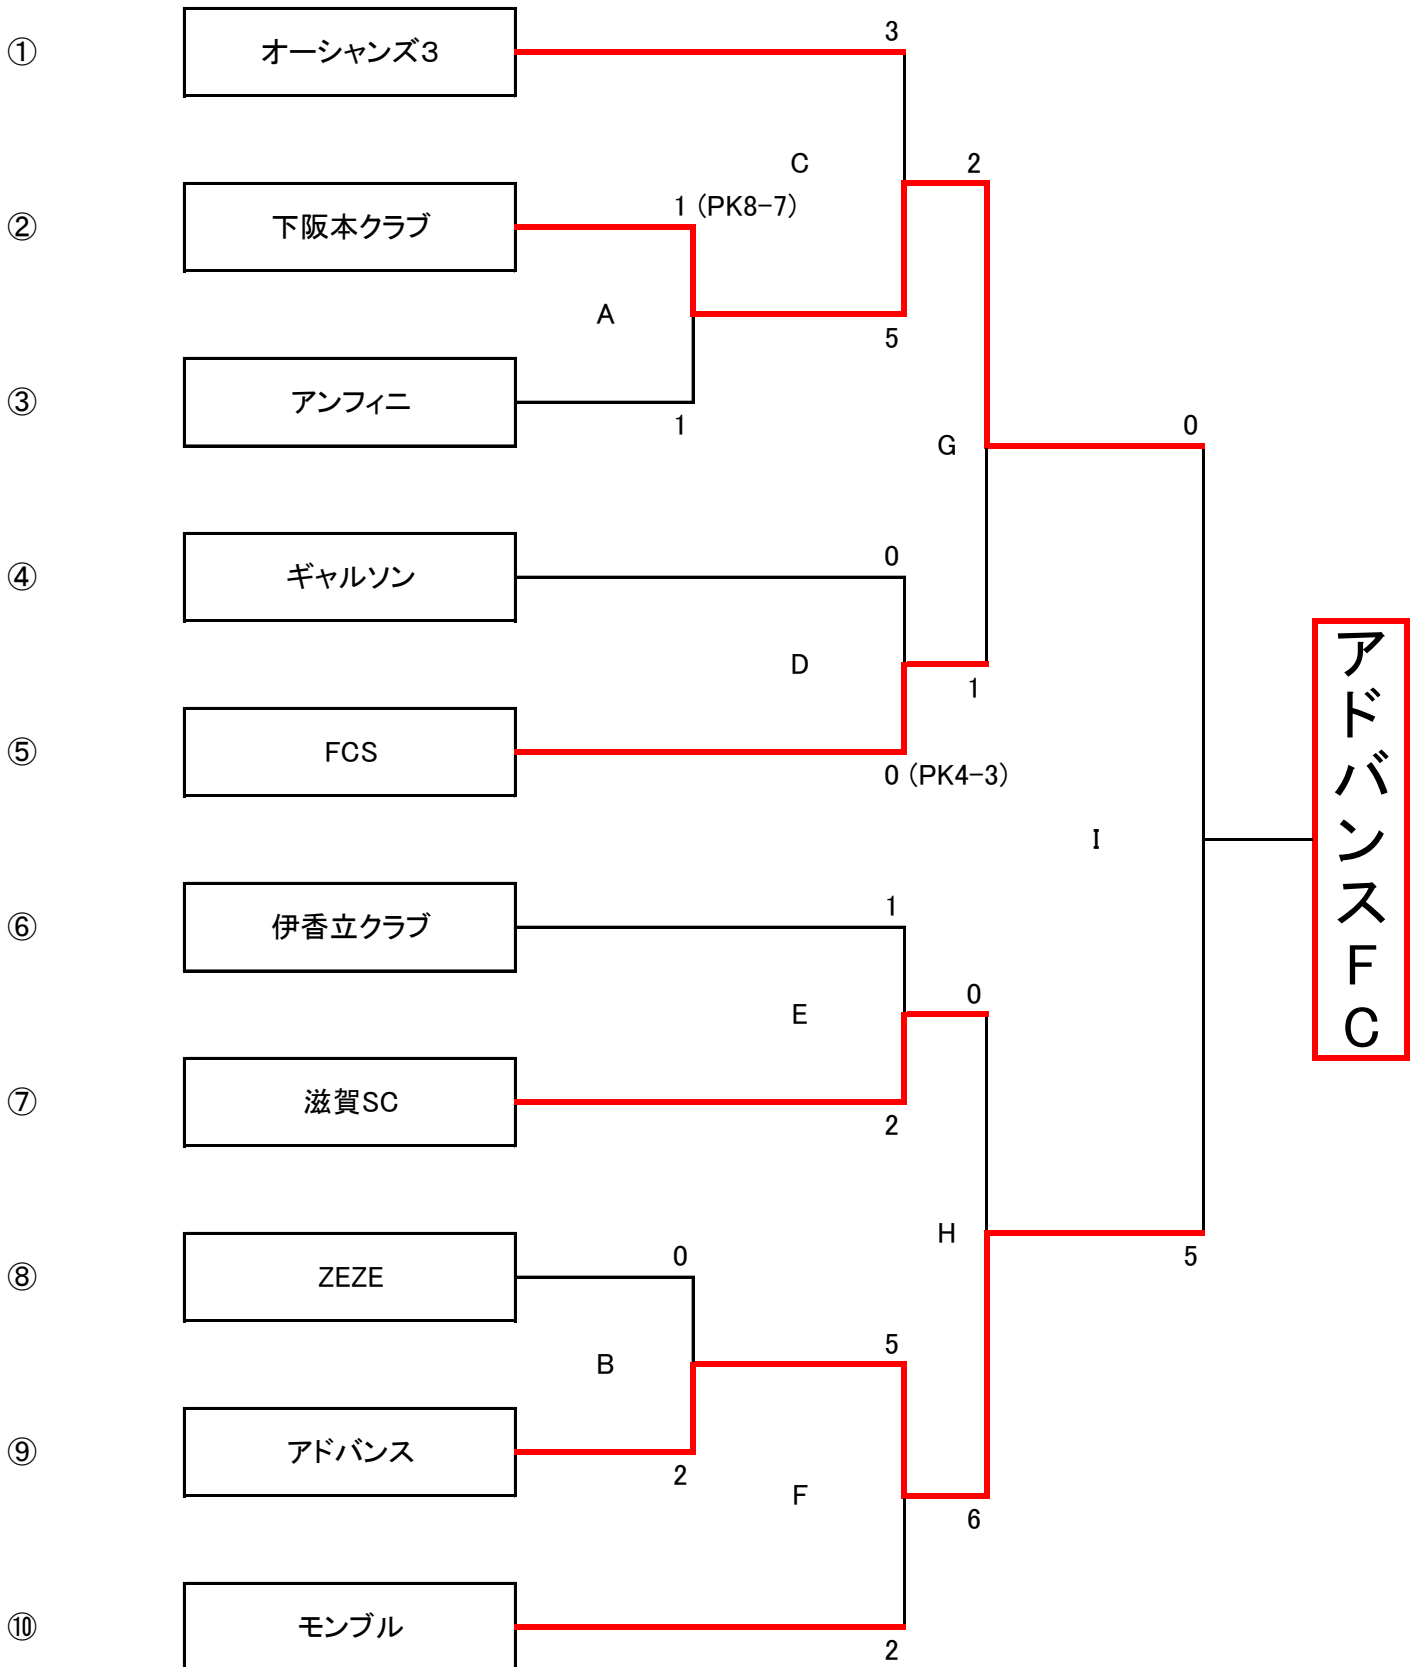 ① オーシャンズ3 3
C 2
② 下阪本クラブ 1 (PK8-7)
A 5
③ アンフィニ 1
G 0
④ ギャルソン 0
D 1
⑤ FCS 0 (PK4-3)
I
アドバンスFC
⑥ 伊香立クラブ 1
E 0
⑦ 滋賀SC 2
H 5
⑧ ZEZE 0
B 5
⑨ アドバンス 2
F 6
⑩ モンブル 2